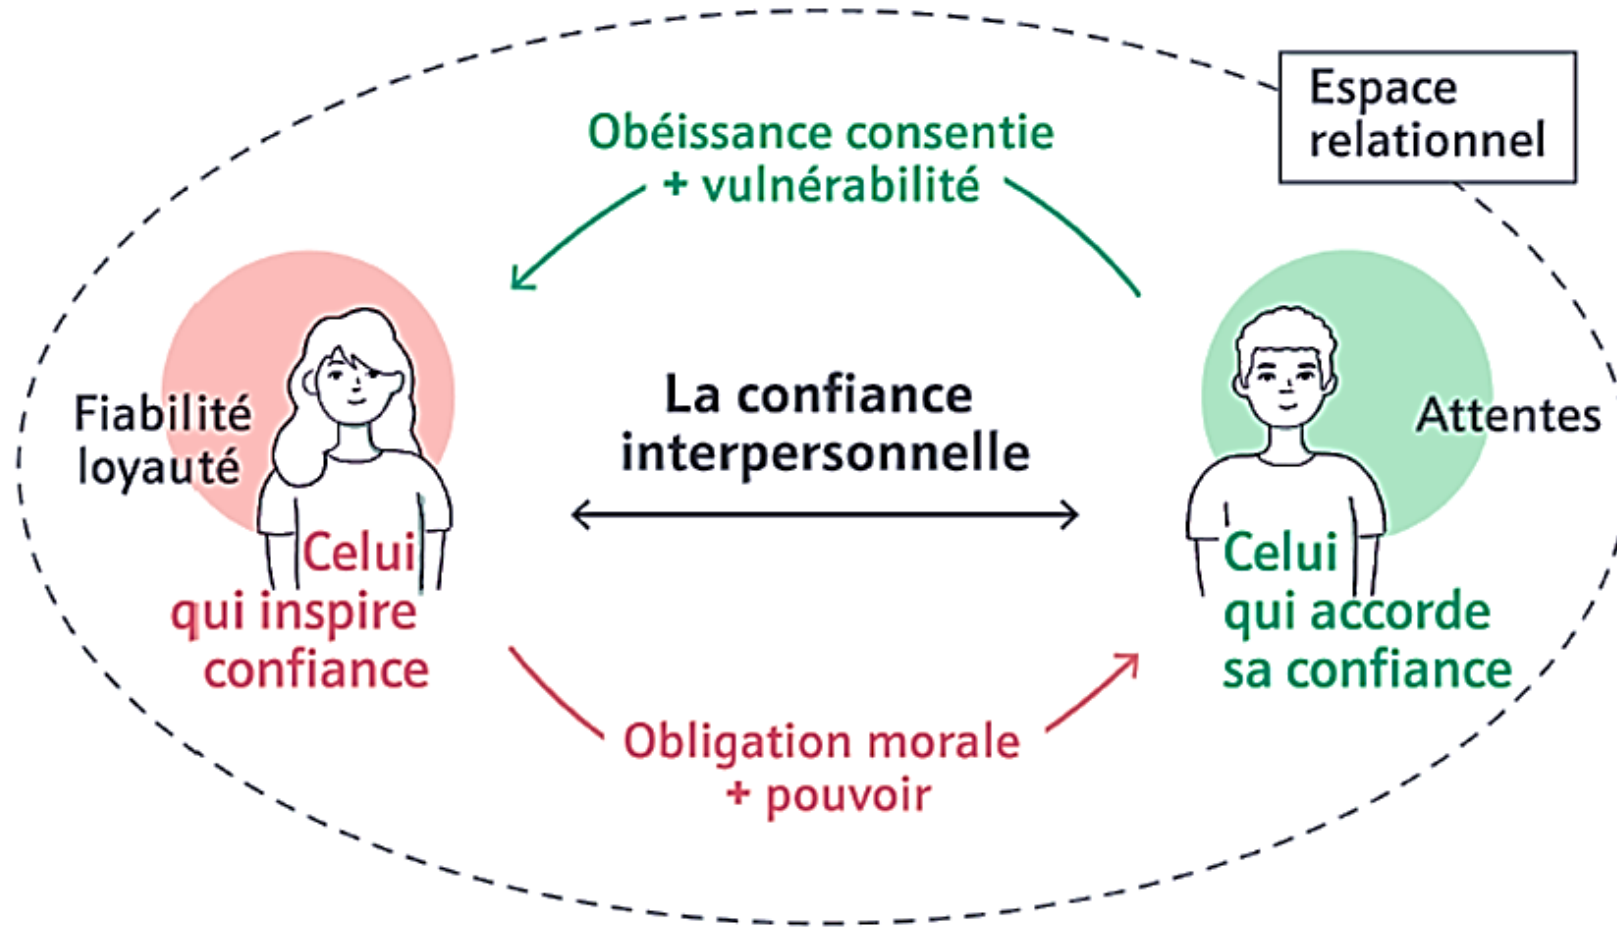 Espace
relationnel
Obéissance consentie
+ vulnérabilité
La confiance
interpersonnelle
Fiabilité
loyauté
Attentes
Celui
qui inspire
confiance
Celui
qui accorde
sa confiance
Obligation morale
+ pouvoir